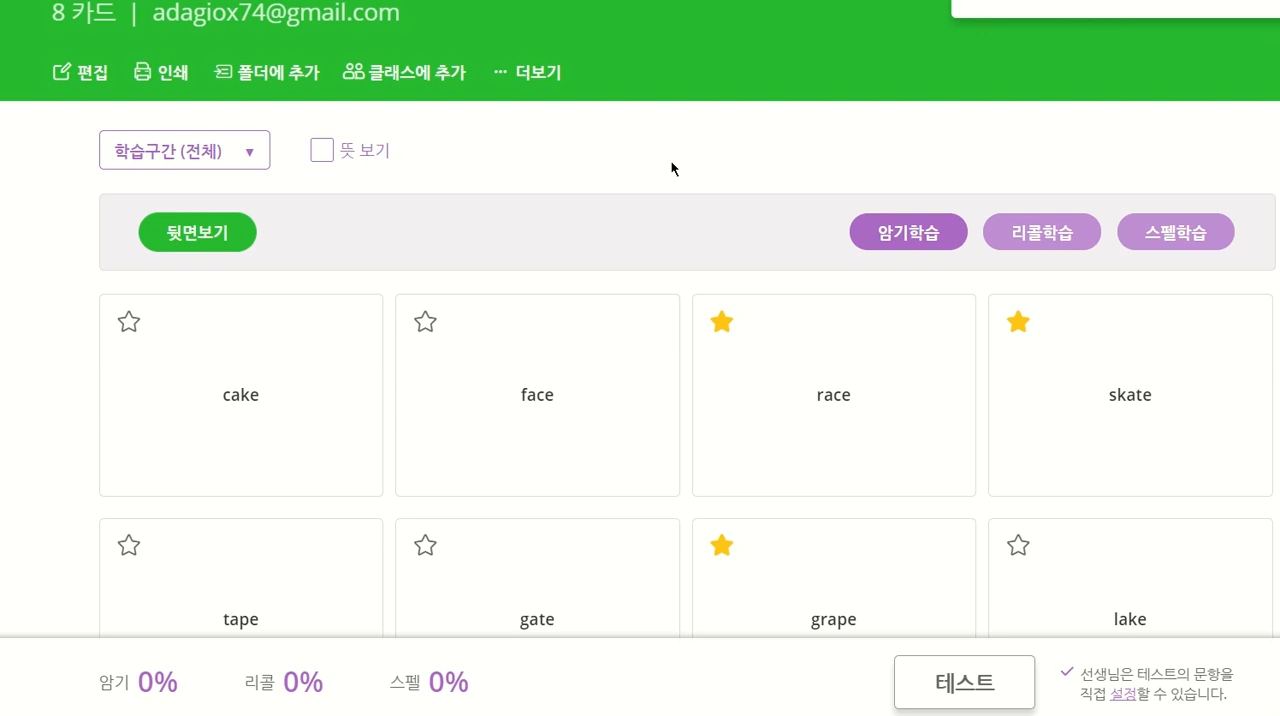 8 카드 | adagiox74@gmail.com
편집 인쇄 폴더에 추가 클래스에 추가 ··· 더보기
학습구간 (전체) ▼ 뜻 보기
뒷면보기 암기학습 리콜학습 스펠학습
cake face race skate
tape gate grape lake
암기 0% 리콜 0% 스펠 0% 테스트 선생님은 테스트의 문항을
직접 설정할 수 있습니다.